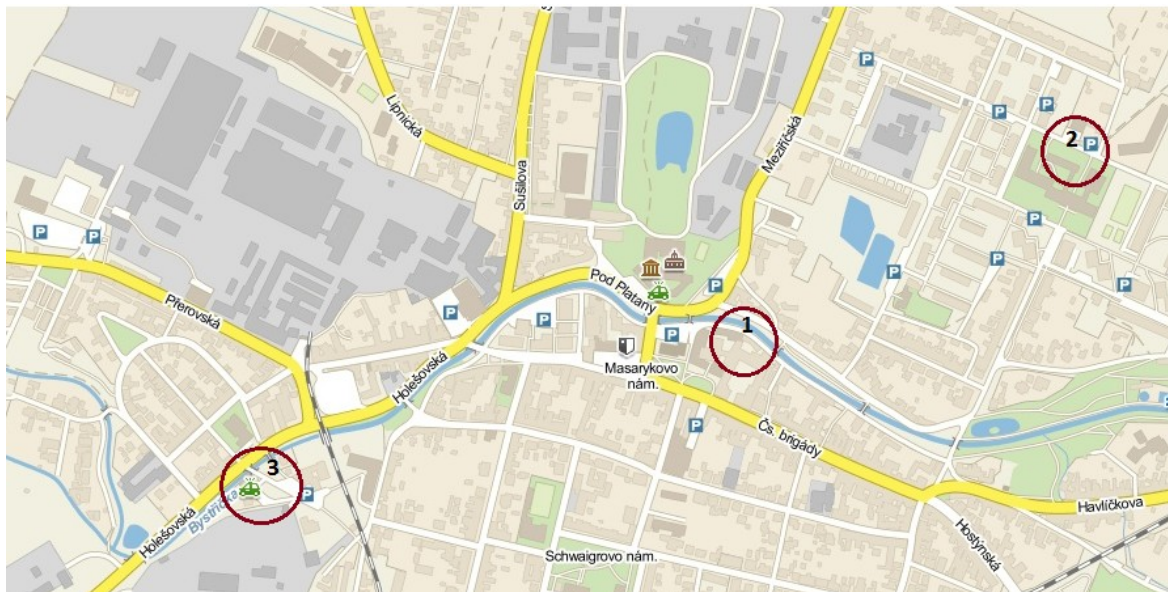 Lipnická
Sušilova
Meziříčská
P
P
P
P
2
P
P
P
P
Pod Platany
P
P
P
Přerovská
P
P
P
1
Masarykovo
nám.
Holešovská
P
Čs. brigády
3
P
Bystřička
Holešovská
Havlíčkova
Hostýnská
Schwaigrovo nám.